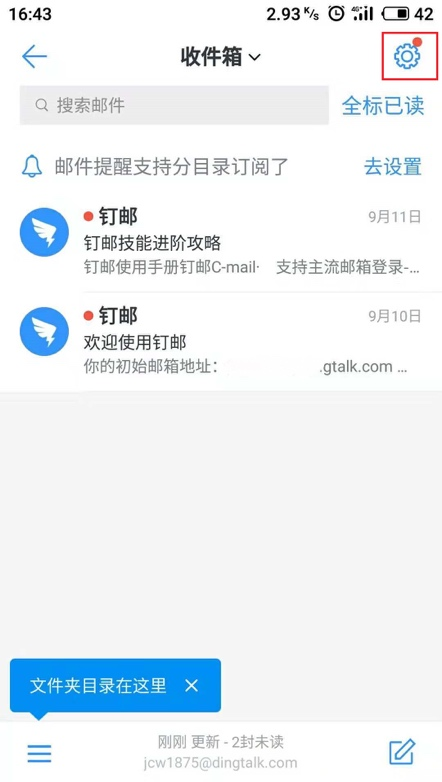 16:43
2.93 K/s 4G 42
收件箱
搜索邮件
全标已读
邮件提醒支持分目录订阅了
去设置
钉邮
9月11日
钉邮技能进阶攻略
钉邮使用手册钉邮C-mail· 支持主流邮箱登录-...
钉邮
9月10日
欢迎使用钉邮
你的初始邮箱地址： .gtalk.com ...
文件夹目录在这里
刚刚 更新 - 2封未读
jcw1875@dingtalk.com